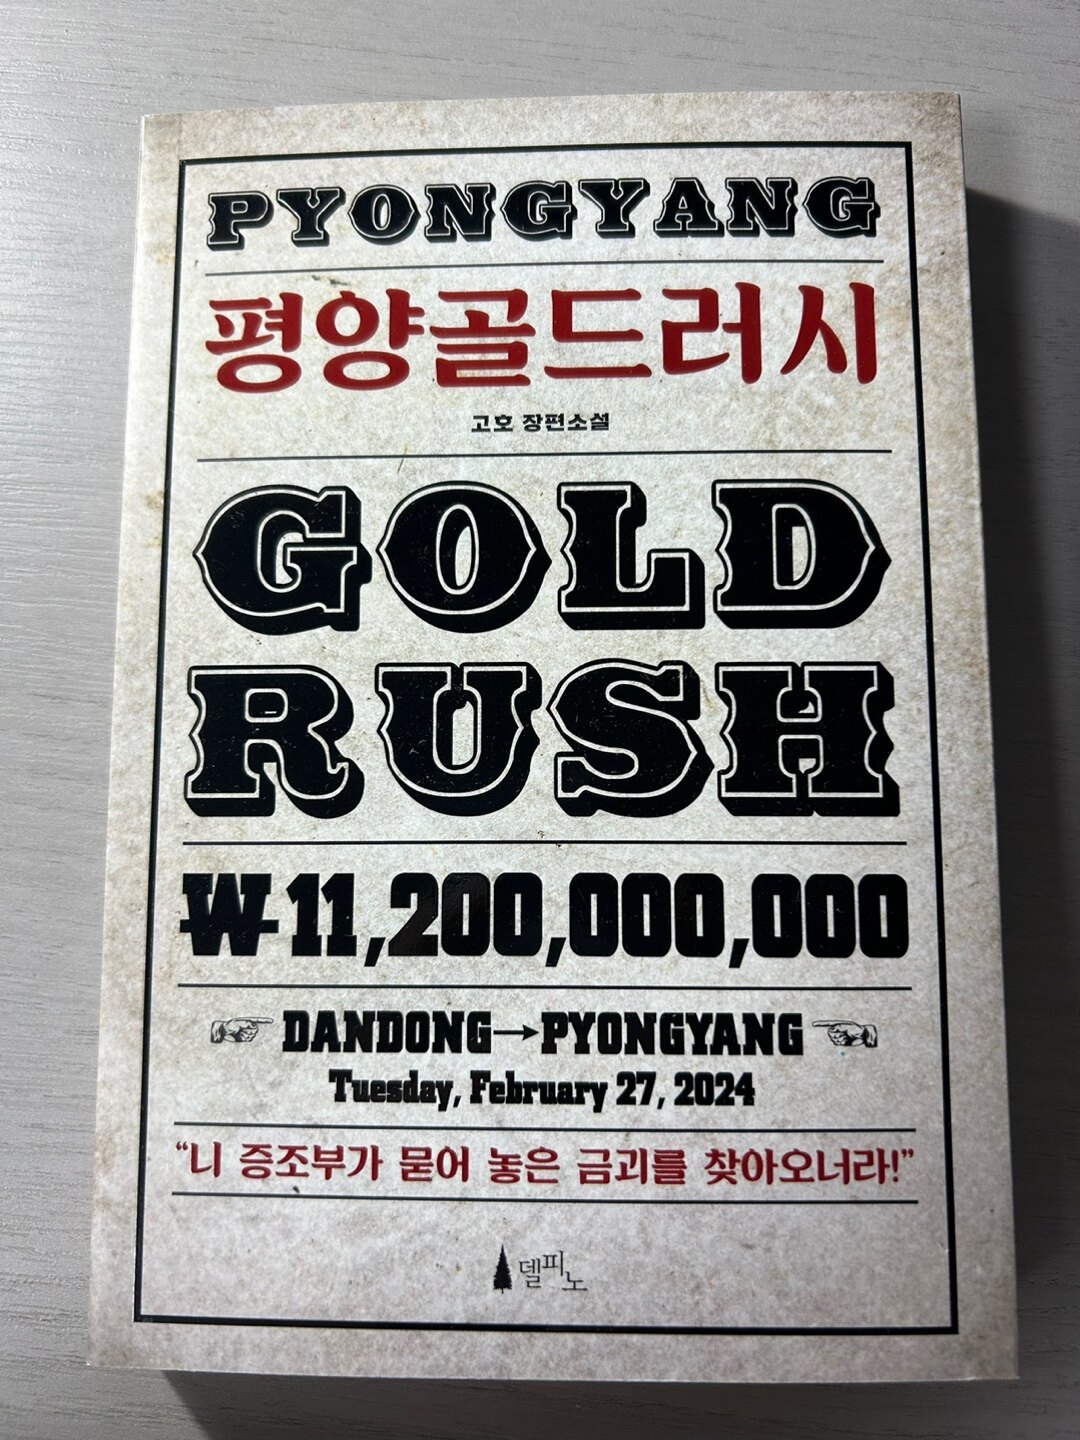 PYONGYANG
평양골드러시
고호 장편소설
GOLD
RUSH
₩11,200,000,000
DANDONG→PYONGYANG
Tuesday, February 27, 2024
“니 증조부가 묻어 놓은 금괴를 찾아오너라!”
델피노